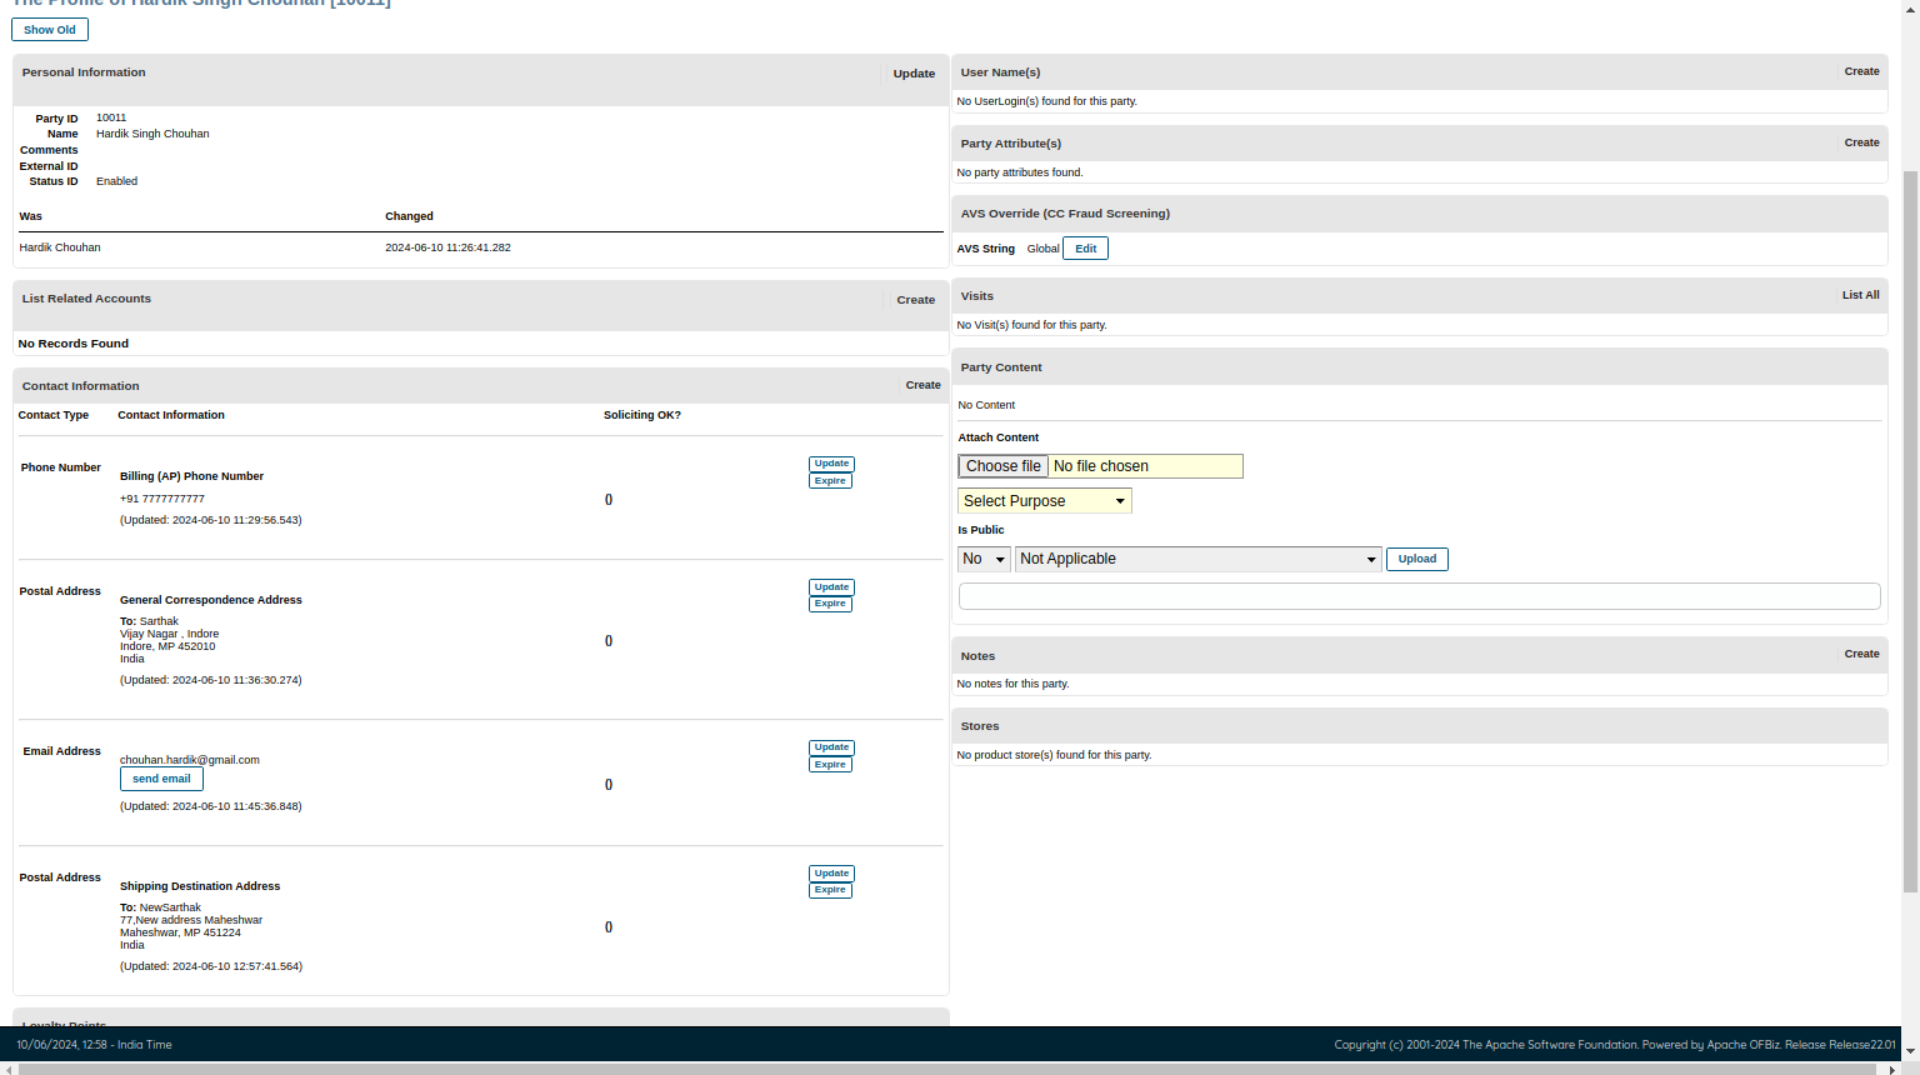 The Profile of Hardik Singh Chouhan [10011]
Show Old
Personal Information
Update
Party ID 10011
Name Hardik Singh Chouhan
Comments
External ID
Status ID Enabled
Was Changed
Hardik Chouhan 2024-06-10 11:26:41.282
List Related Accounts
Create
No Records Found
Contact Information
Create
Contact Type Contact Information Soliciting OK?
Phone Number
Billing (AP) Phone Number
+91 7777777777
(Updated: 2024-06-10 11:29:56.543)
()
Update
Expire
Postal Address
General Correspondence Address
To: Sarthak
Vijay Nagar , Indore
Indore, MP 452010
India
(Updated: 2024-06-10 11:36:30.274)
()
Update
Expire
Email Address
chouhan.hardik@gmail.com
send email
(Updated: 2024-06-10 11:45:36.848)
()
Update
Expire
Postal Address
Shipping Destination Address
To: NewSarthak
77,New address Maheshwar
Maheshwar, MP 451224
India
(Updated: 2024-06-10 12:57:41.564)
()
Update
Expire
Loyalty Points
User Name(s)
Create
No UserLogin(s) found for this party.
Party Attribute(s)
Create
No party attributes found.
AVS Override (CC Fraud Screening)
AVS String Global Edit
Visits
List All
No Visit(s) found for this party.
Party Content
No Content
Attach Content
Choose file No file chosen
Select Purpose
Is Public
No Not Applicable Upload
Notes
Create
No notes for this party.
Stores
No product store(s) found for this party.
10/06/2024, 12:58 - India Time
Copyright (c) 2001-2024 The Apache Software Foundation. Powered by Apache OFBiz. Release Release22.01